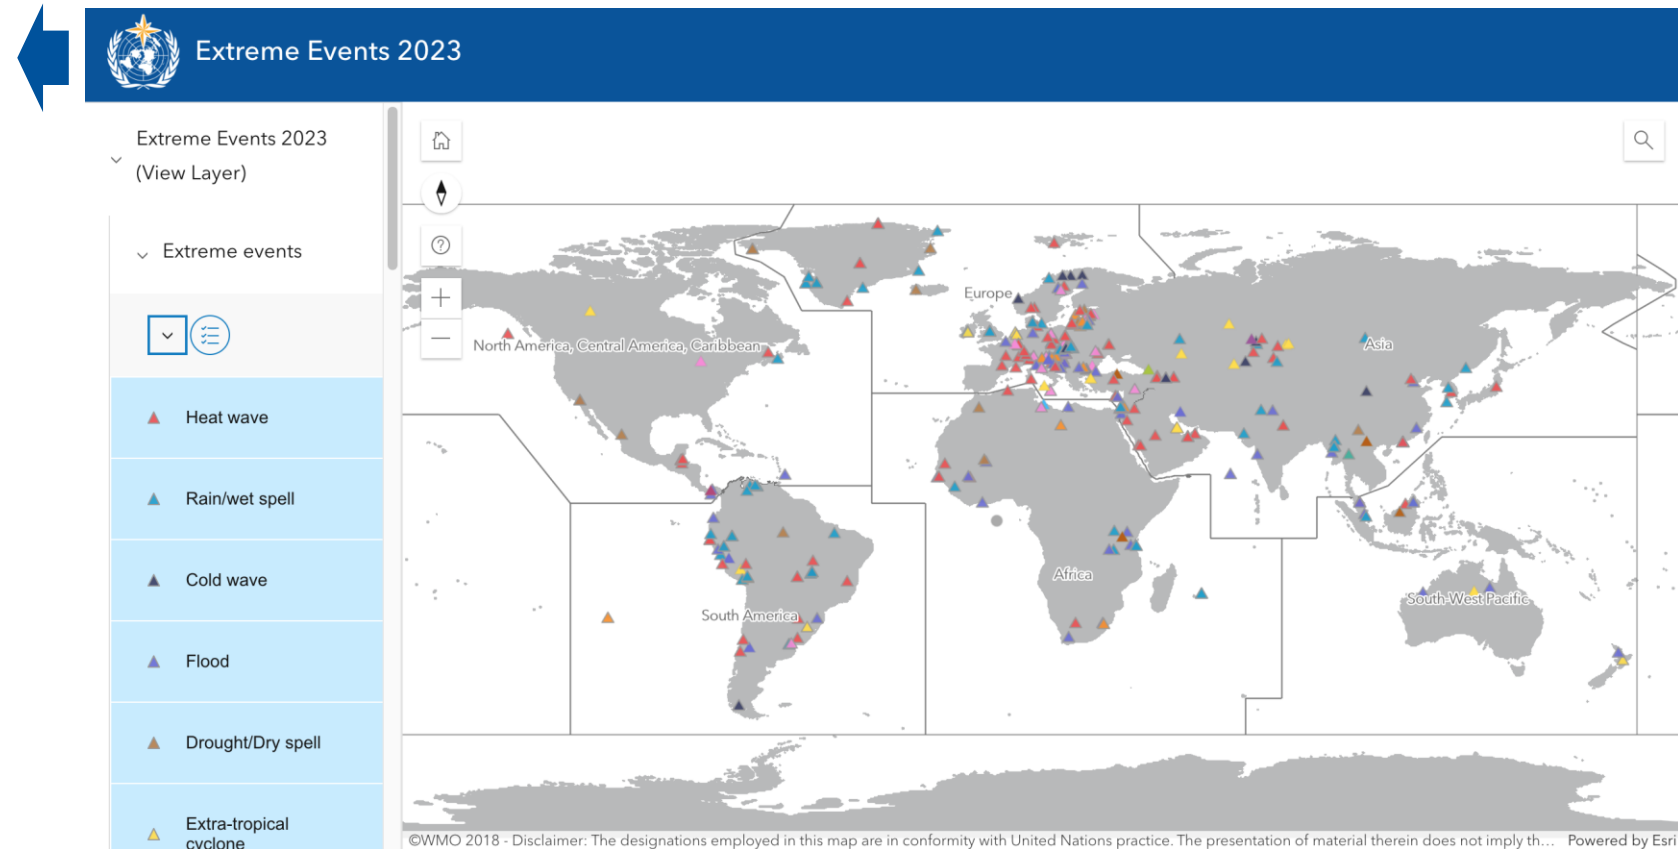 Extreme Events 2023
Extreme Events 2023
(View Layer)
Extreme events
Heat wave
Rain/wet spell
Cold wave
Flood
Drought/Dry spell
Extra-tropical
cyclone
Europe
North America, Central America, Caribbean
Asia
Africa
South America
South-West Pacific
©WMO 2018 - Disclaimer: The designations employed in this map are in conformity with United Nations practice. The presentation of material therein does not imply th... Powered by Esri